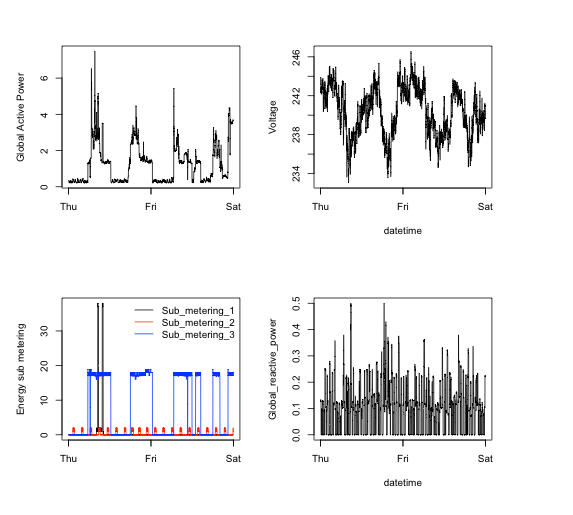 Global Active Power
6
4
2
0
Thu Fri Sat
Voltage
246
242
238
234
Thu Fri Sat
datetime
Energy sub metering
30
20
10
0
Sub_metering_1
Sub_metering_2
Sub_metering_3
Thu Fri Sat
Global_reactive_power
0.5
0.4
0.3
0.2
0.1
0.0
Thu Fri Sat
datetime